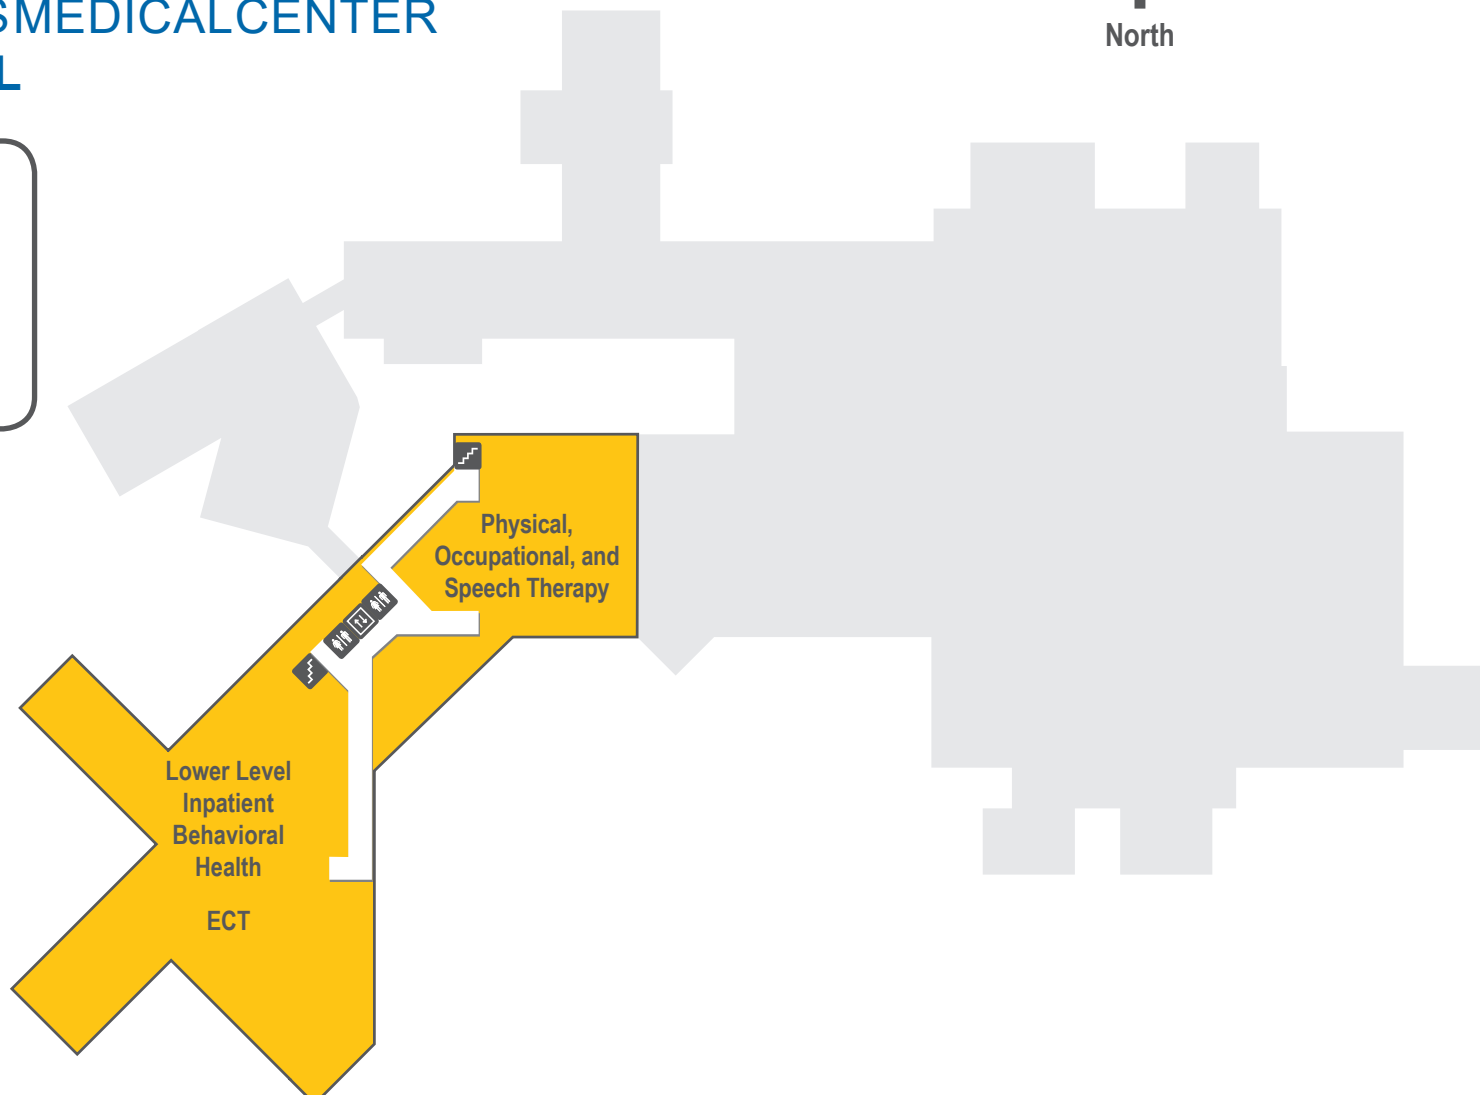 SMEDICALCENTER
L
North
Physical,
Occupational, and
Speech Therapy
Lower Level
Inpatient
Behavioral
Health
ECT